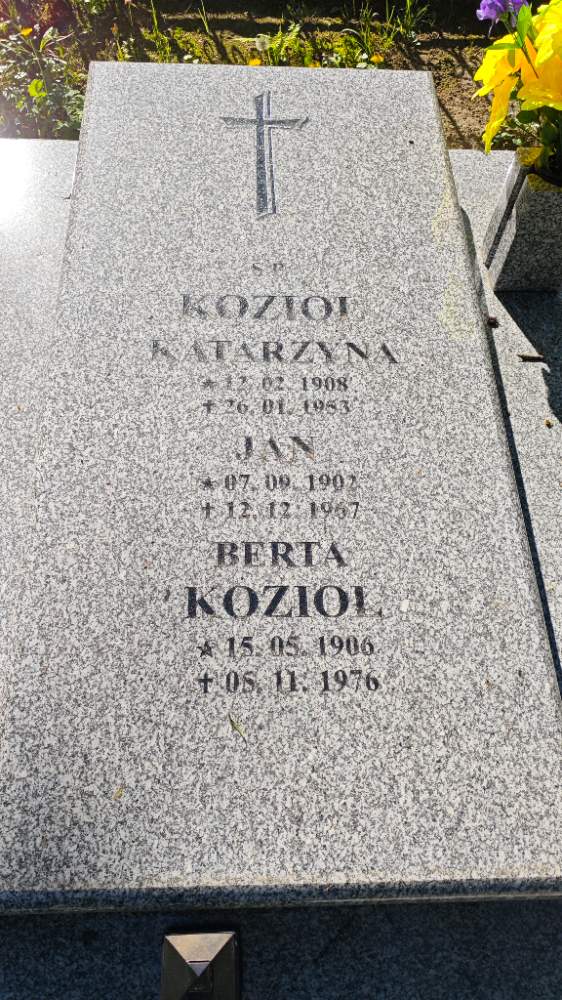 Ś.P.
KOZIOŁ
KATARZYNA
★ 12. 02. 1908
✝ 26. 01. 1953
JAN
★ 07. 09. 1902
✝ 12. 12. 1967
BERTA
KOZIOŁ
★ 15. 05. 1906
✝ 05. 11. 1976